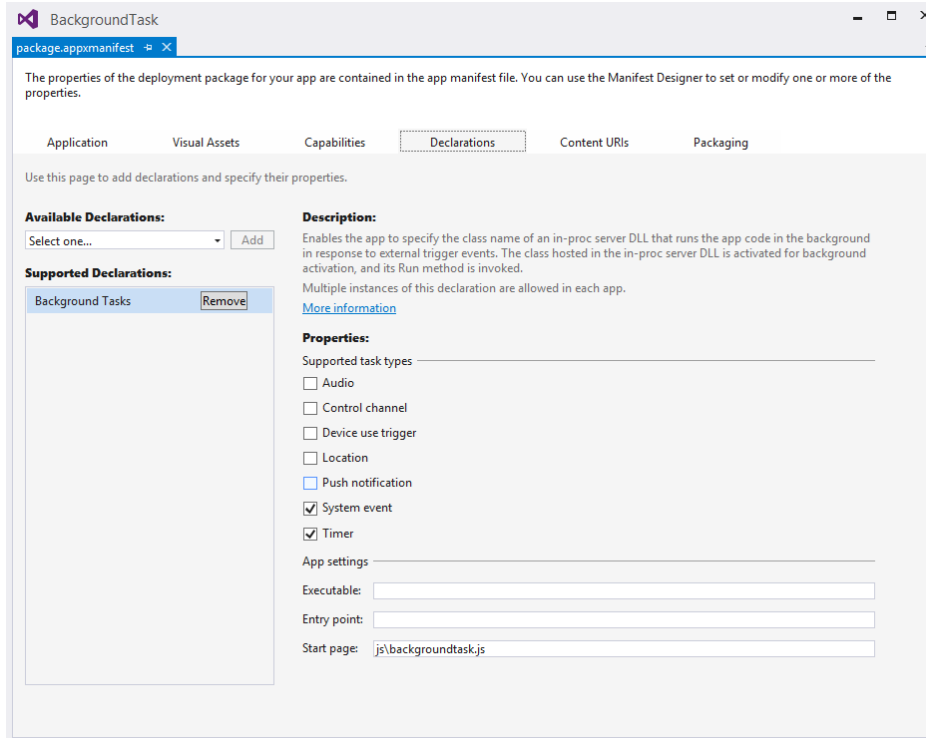 BackgroundTask
package.appxmanifest
The properties of the deployment package for your app are contained in the app manifest file. You can use the Manifest Designer to set or modify one or more of the
properties.
Application Visual Assets Capabilities Declarations Content URIs Packaging
Use this page to add declarations and specify their properties.
Available Declarations:
Select one... Add
Supported Declarations:
Background Tasks Remove
Description:
Enables the app to specify the class name of an in-proc server DLL that runs the app code in the background
in response to external trigger events. The class hosted in the in-proc server DLL is activated for background
activation, and its Run method is invoked.
Multiple instances of this declaration are allowed in each app.
More information
Properties:
Supported task types
Audio
Control channel
Device use trigger
Location
Push notification
System event
Timer
App settings
Executable:
Entry point:
Start page: js\backgroundtask.js